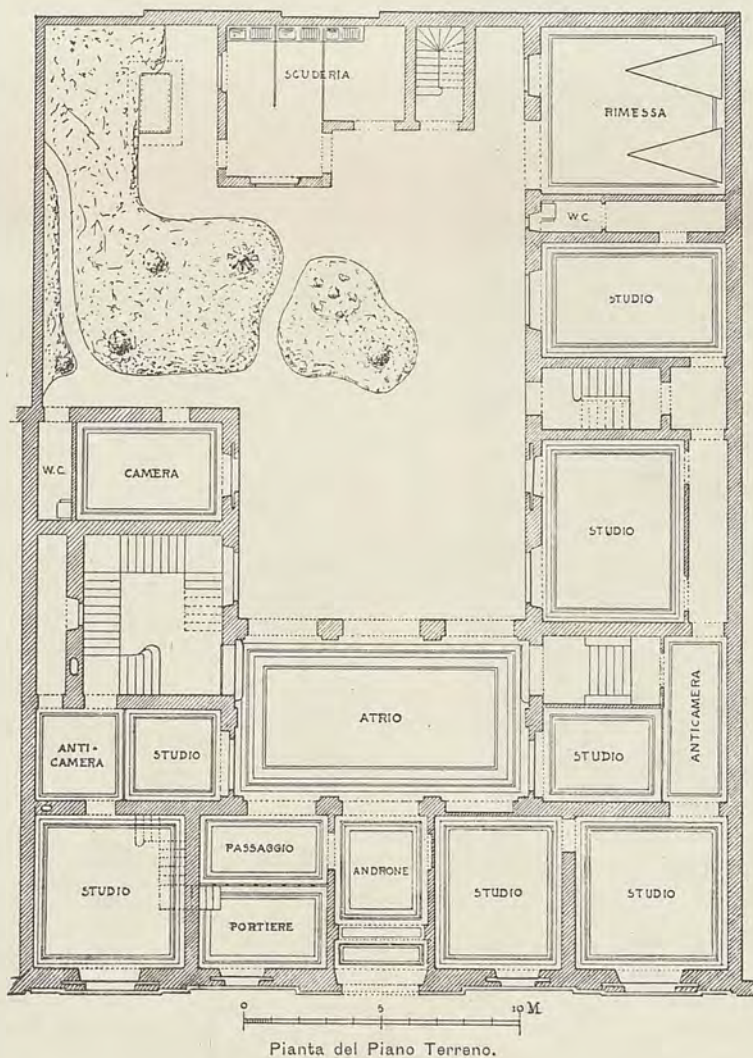 SCUDERIA
RIMESSA
W.C.
STUDIO
W.C.
CAMERA
STUDIO
ATRIO
ANTICAMERA
ANTI-
CAMERA
STUDIO
STUDIO
STUDIO
PASSAGGIO
PORTIERE
ANDRONE
STUDIO
STUDIO
0 5 10 M
Pianta del Piano Terreno.